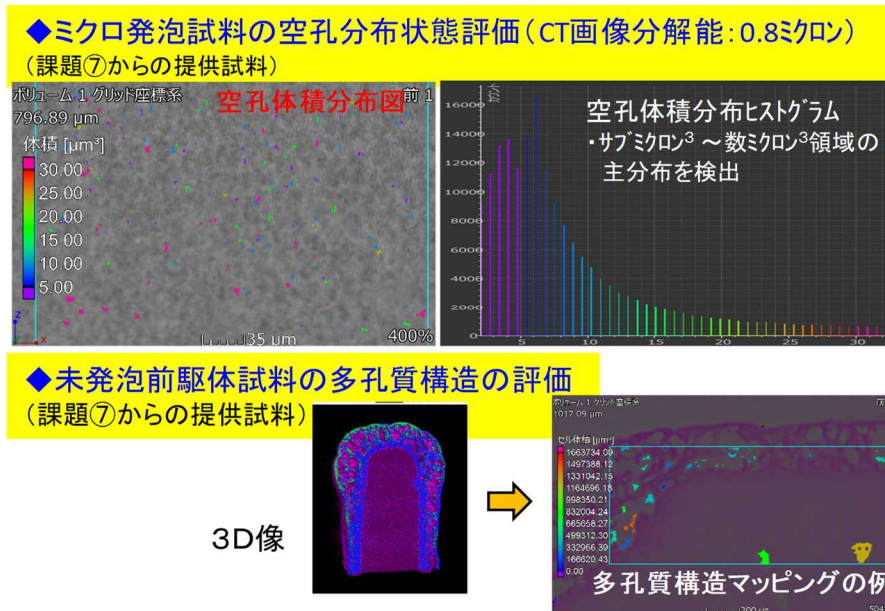 ◆ミクロ発泡試料の空孔分布状態評価(CT画像分解能:0.8ミクロン)
(課題⑦からの提供試料)
ボリューム 1 グリッド座標系
空孔体積分布図
前 1
796.89 μm
体積 [μm³]
30.00
25.00
20.00
15.00
10.00
5.00
z
x
35 μm
400%
カウント
空孔体積分布ヒストグラム
・サブミクロン³ ~数ミクロン³領域の
主分布を検出
16000
14000
12000
10000
8000
6000
4000
2000
0
5
10
15
20
25
30
◆未発泡前駆体試料の多孔質構造の評価
(課題⑦からの提供試料)
3D像
ボリューム 1 グリッド座標系
前
1017.09 μm
セル体積 [μm³]
1663734.09
1497388.12
1331042.15
1164696.18
998350.21
832004.24
665658.27
499312.30
332966.39
166620.43
0.00
多孔質構造マッピングの例
200 μm
504